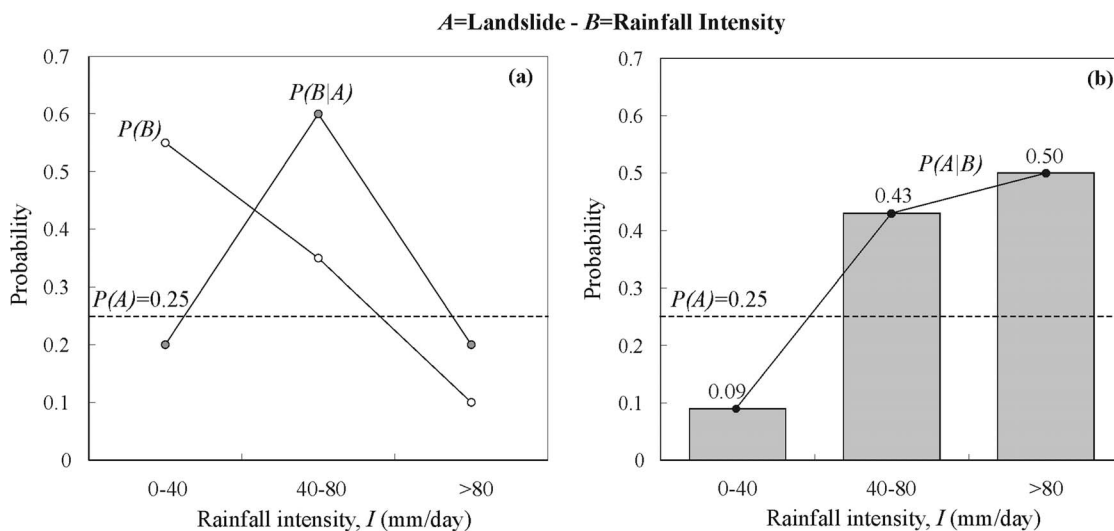 A=Landslide - B=Rainfall Intensity
(a)
0.7
0.6
0.5
0.4
0.3
0.2
0.1
0
Probability
P(B|A)
P(B)
P(A)=0.25
0-40 40-80 >80
Rainfall intensity, I (mm/day)
(b)
0.7
0.6
0.5
0.4
0.3
0.2
0.1
0
Probability
P(A|B)
0.50
0.43
P(A)=0.25
0.09
0-40 40-80 >80
Rainfall intensity, I (mm/day)